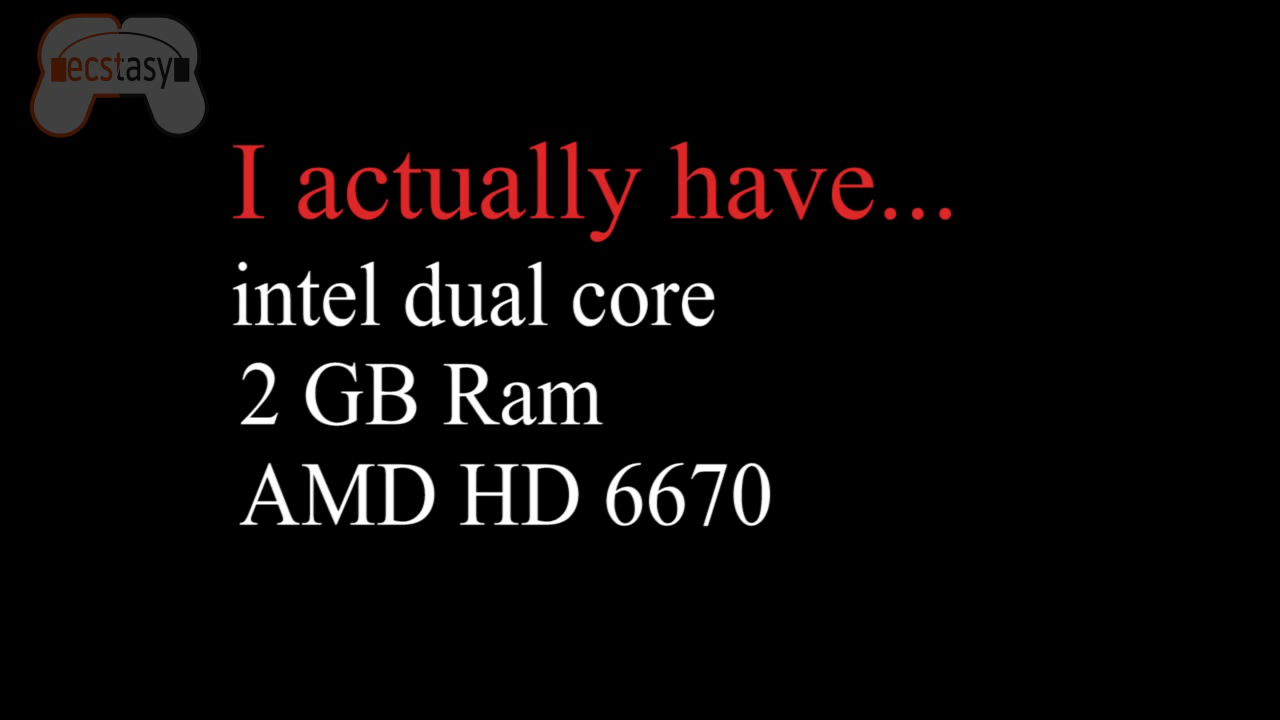 ecstasy
I actually have...
intel dual core
2 GB Ram
AMD HD 6670